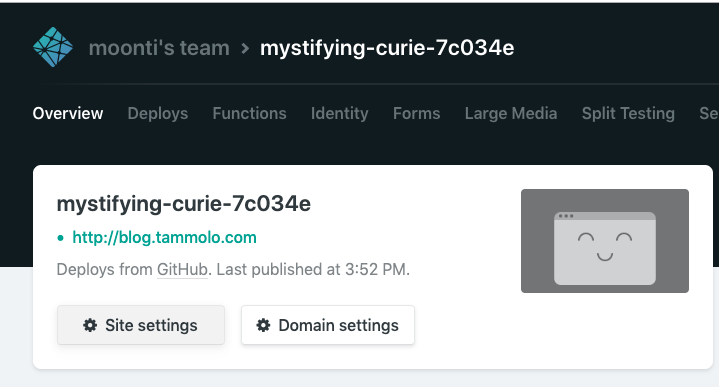 moonti's team > mystifying-curie-7c034e
Overview Deploys Functions Identity Forms Large Media Split Testing Se
mystifying-curie-7c034e
http://blog.tammolo.com
Deploys from GitHub. Last published at 3:52 PM.
Site settings Domain settings